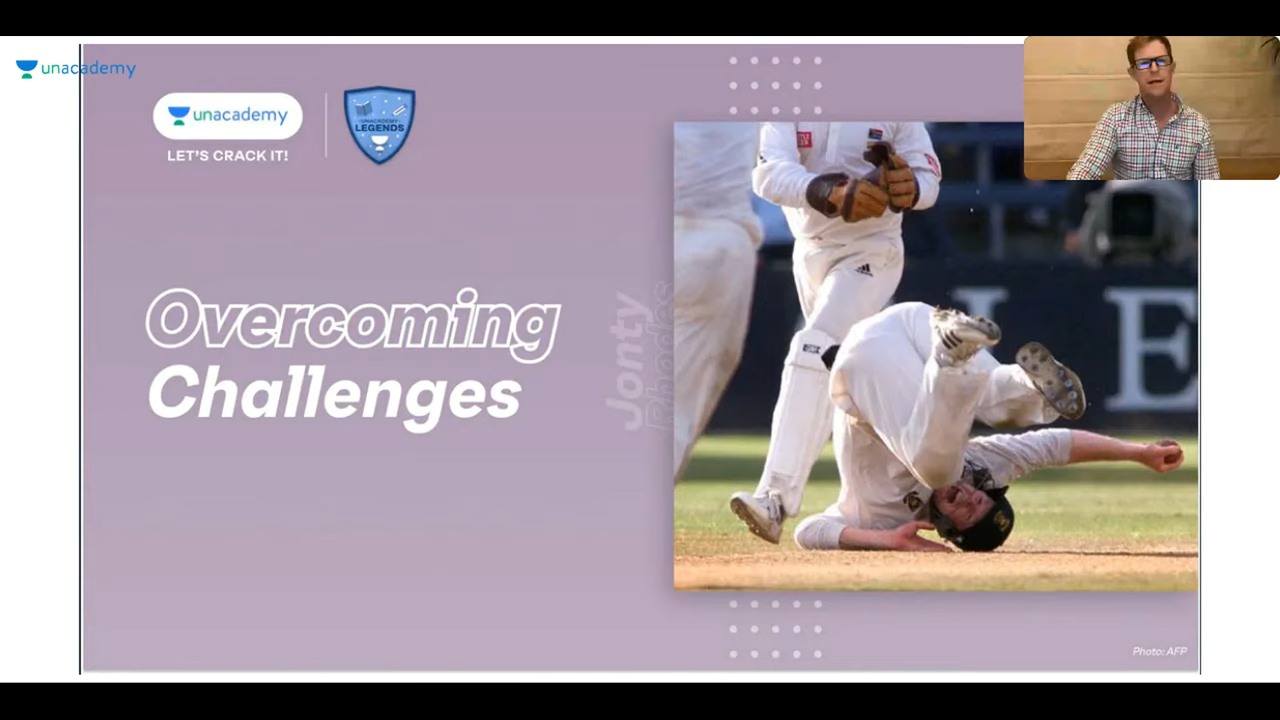 unacademy
unacademy
LET'S CRACK IT!
UNACADEMY
LEGENDS
Overcoming
Challenges
Jonty
Rhodes
L E
Photo: AFP